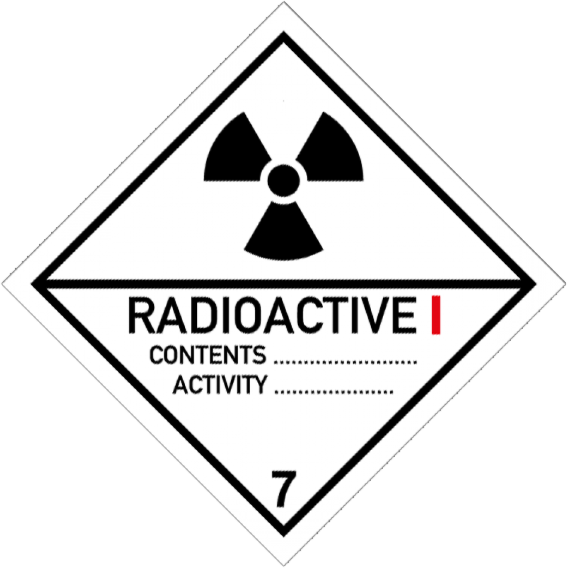 RADIOACTIVE I
CONTENTS ........................
ACTIVITY ....................
7